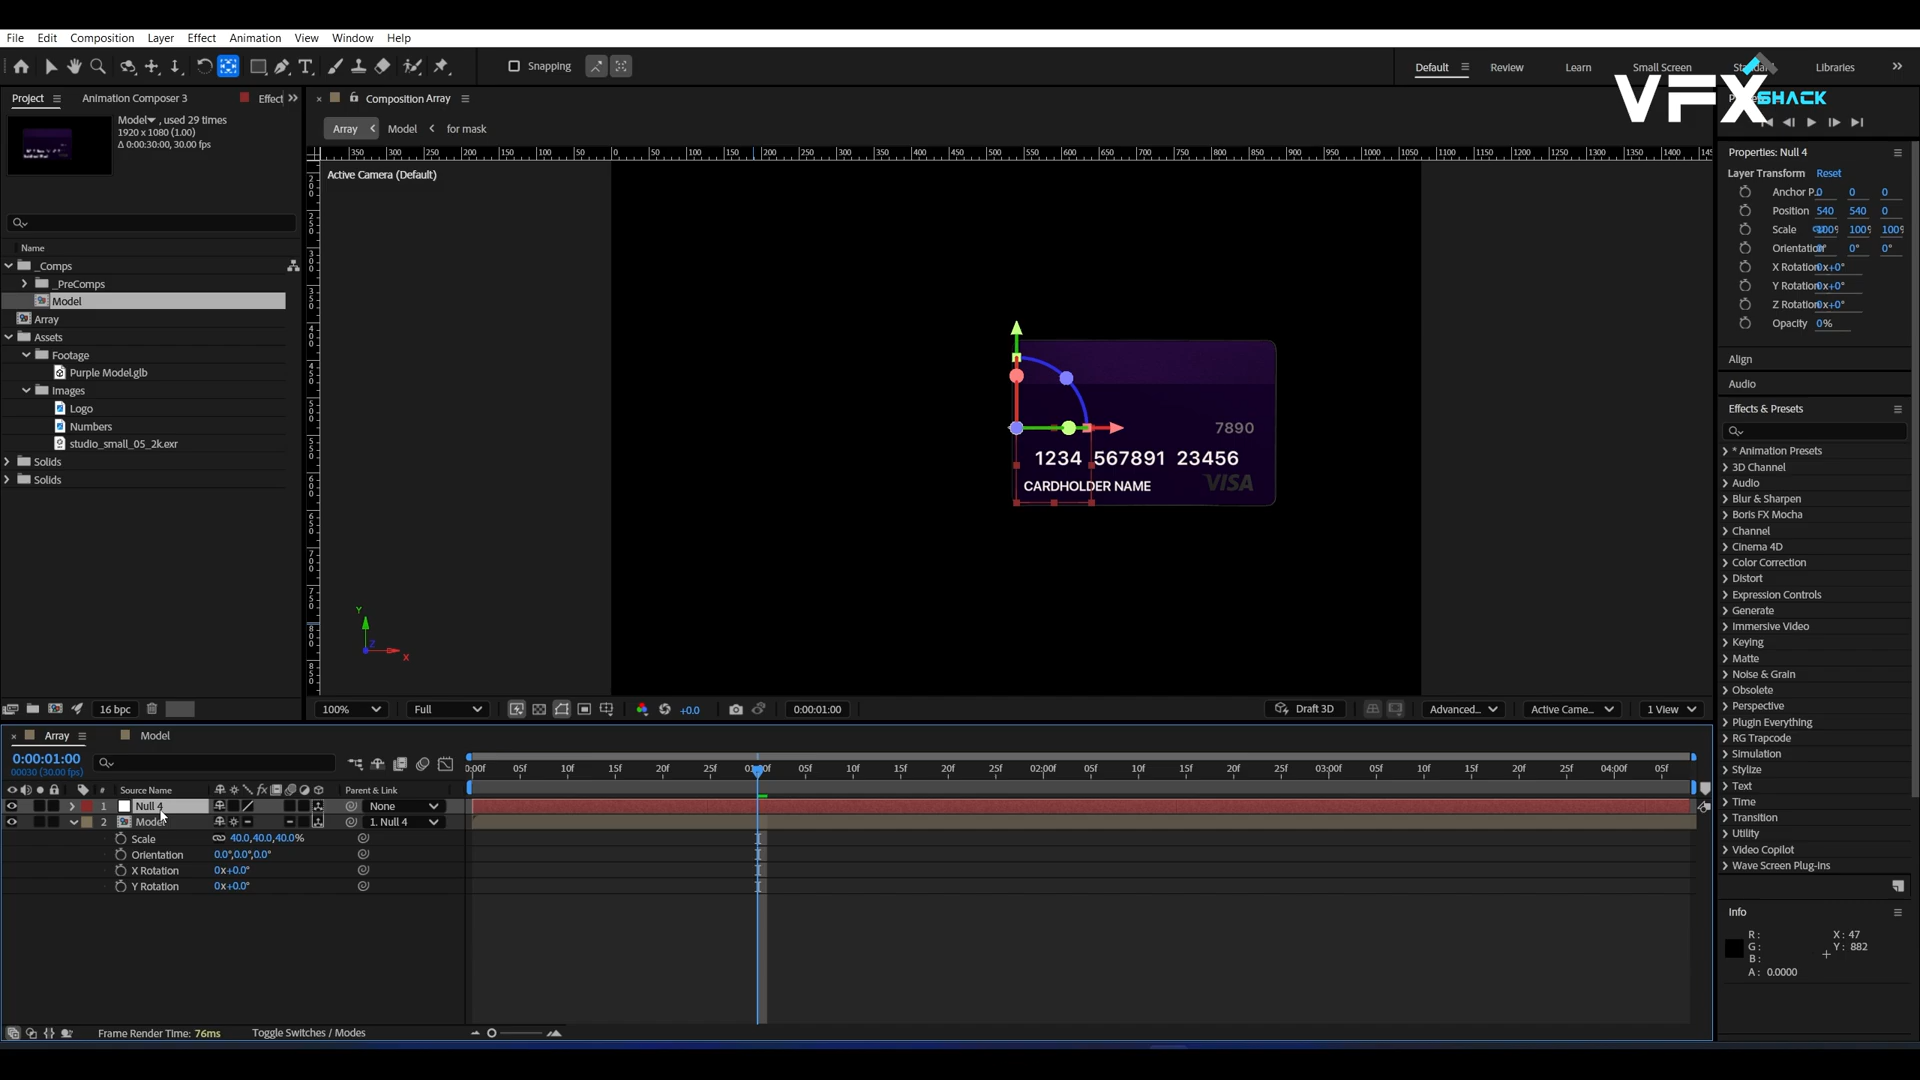 File Edit Composition Layer Effect Animation View Window Help
Snapping
Default Review Learn Small Screen Standard Libraries
VFX SHACK
Project Animation Composer 3 Effect
Composition Array
Model , used 29 times
1920 x 1080 (1.00)
Δ 0:00:30:00, 30.00 fps
Array Model for mask
Active Camera (Default)
Name
_Comps
_PreComps
Model
Array
Assets
Footage
Purple Model.glb
Images
Logo
Numbers
studio_small_05_2k.exr
Solids
Solids
16 bpc
7890
1234 567891 23456
CARDHOLDER NAME
VISA
Y
Z
X
100% Full +0.0 0:00:01:00 Draft 3D Advanced... Active Came... 1 View
Properties: Null 4
Layer Transform Reset
Anchor P... 0 0 0
Position 540 540 0
Scale 100% 100% 100%
Orientation 0° 0° 0°
X Rotation 0x+0°
Y Rotation 0x+0°
Z Rotation 0x+0°
Opacity 0%
Align
Audio
Effects & Presets
* Animation Presets
3D Channel
Audio
Blur & Sharpen
Boris FX Mocha
Channel
Cinema 4D
Color Correction
Distort
Expression Controls
Generate
Immersive Video
Keying
Matte
Noise & Grain
Obsolete
Perspective
Plugin Everything
RG Trapcode
Simulation
Stylize
Text
Time
Transition
Utility
Video Copilot
Wave Screen Plug-ins
Info
R :
G :
B :
A : 0.0000
X : 47
Y : 882
Array Model
0:00:01:00
00030 (30.00 fps)
# Source Name Parent & Link
1 Null 4 None
2 Model 1. Null 4
Scale 40.0,40.0,40.0%
Orientation 0.0°,0.0°,0.0°
X Rotation 0x+0.0°
Y Rotation 0x+0.0°
0:00f 05f 10f 15f 20f 25f 01:00f 05f 10f 15f 20f 25f 02:00f 05f 10f 15f 20f 25f 03:00f 05f 10f 15f 20f 25f 04:00f 05f
Frame Render Time: 76ms Toggle Switches / Modes